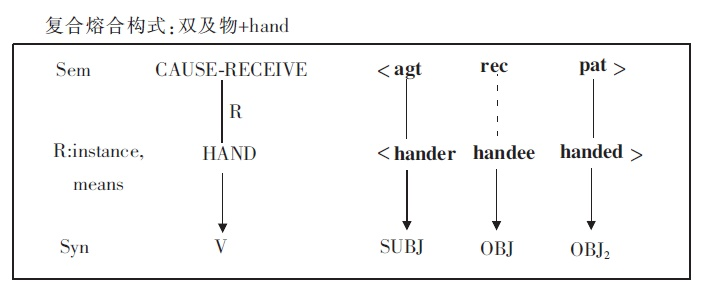 复合熔合构式：双及物+hand
Sem CAUSE-RECEIVE < agt rec pat >
R
R:instance, HAND < hander handee handed >
means
Syn V SUBJ OBJ OBJ₂